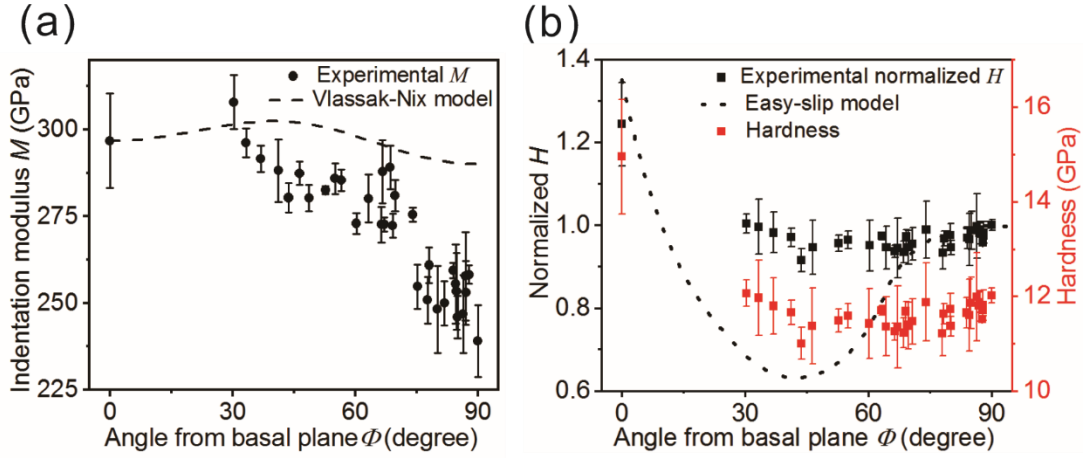 (a)
Indentation modulus M (GPa)
300
275
250
225
Experimental M
Vlassak-Nix model
0
30
60
90
Angle from basal plane Φ (degree)
(b)
Normalized H
1.4
1.2
1.0
0.8
0.6
Experimental normalized H
Easy-slip model
Hardness
16
14
12
10
Hardness (GPa)
0
30
60
90
Angle from basal plane Φ (degree)